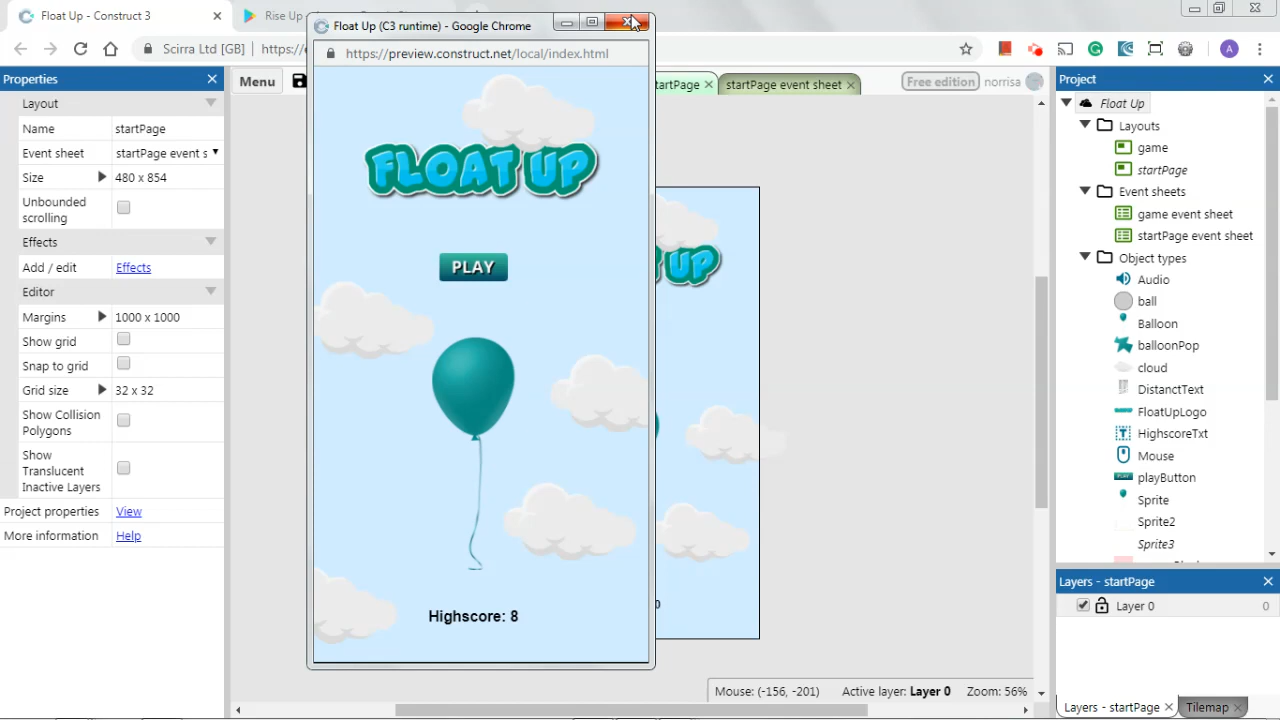 Float Up - Construct 3
Rise Up
Float Up (C3 runtime) - Google Chrome
https://preview.construct.net/local/index.html
Scirra Ltd [GB]
https:/
Properties
Menu
startPage event sheet
Free edition
norrisa
A
Project
Layout
Name
startPage
Event sheet
startPage event s
Size
480 x 854
Unbounded
scrolling
Effects
Add / edit
Effects
Editor
Margins
1000 x 1000
Show grid
Snap to grid
Grid size
32 x 32
Show Collision
Polygons
Show
Translucent
Inactive Layers
Project properties
View
More information
Help
FLOAT UP
PLAY
Highscore: 8
UP
0
Float Up
Layouts
game
startPage
Event sheets
game event sheet
startPage event sheet
Object types
Audio
ball
Balloon
balloonPop
cloud
DistanctText
FloatUpLogo
HighscoreTxt
Mouse
playButton
PLAY
Sprite
Sprite2
Sprite3
Layers - startPage
Layer 0
0
Mouse: (-156, -201)
Active layer: Layer 0
Zoom: 56%
Layers - startPage
Tilemap